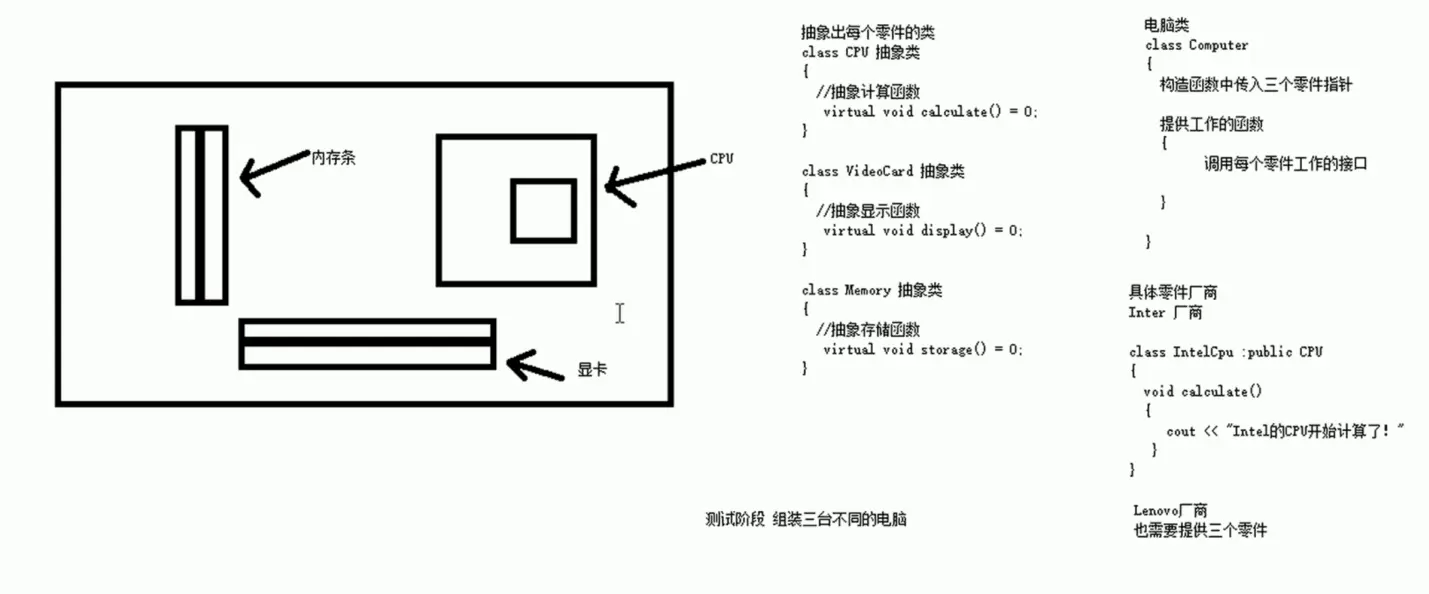 内存条
CPU
显卡
抽象出每个零件的类
class CPU 抽象类
{
//抽象计算函数
virtual void calculate() = 0;
}
class VideoCard 抽象类
{
//抽象显示函数
virtual void display() = 0;
}
class Memory 抽象类
{
//抽象存储函数
virtual void storage() = 0;
}
测试阶段 组装三台不同的电脑
电脑类
class Computer
{
构造函数中传入三个零件指针
提供工作的函数
{
调用每个零件工作的接口
}
}
具体零件厂商
Inter 厂商
class IntelCpu :public CPU
{
void calculate()
{
cout << "Intel的CPU开始计算了! "
}
}
Lenovo厂商
也需要提供三个零件